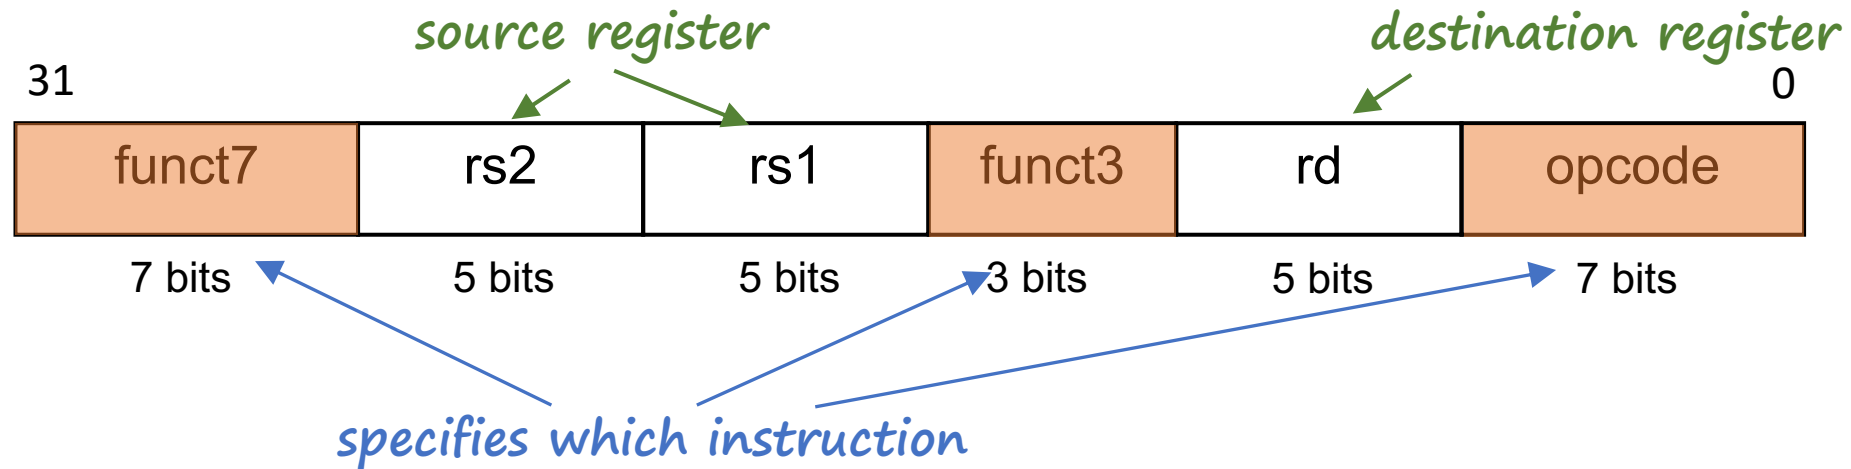 source register
destination register
31
0
funct7 rs2 rs1 funct3 rd opcode
7 bits 5 bits 5 bits 3 bits 5 bits 7 bits
specifies which instruction